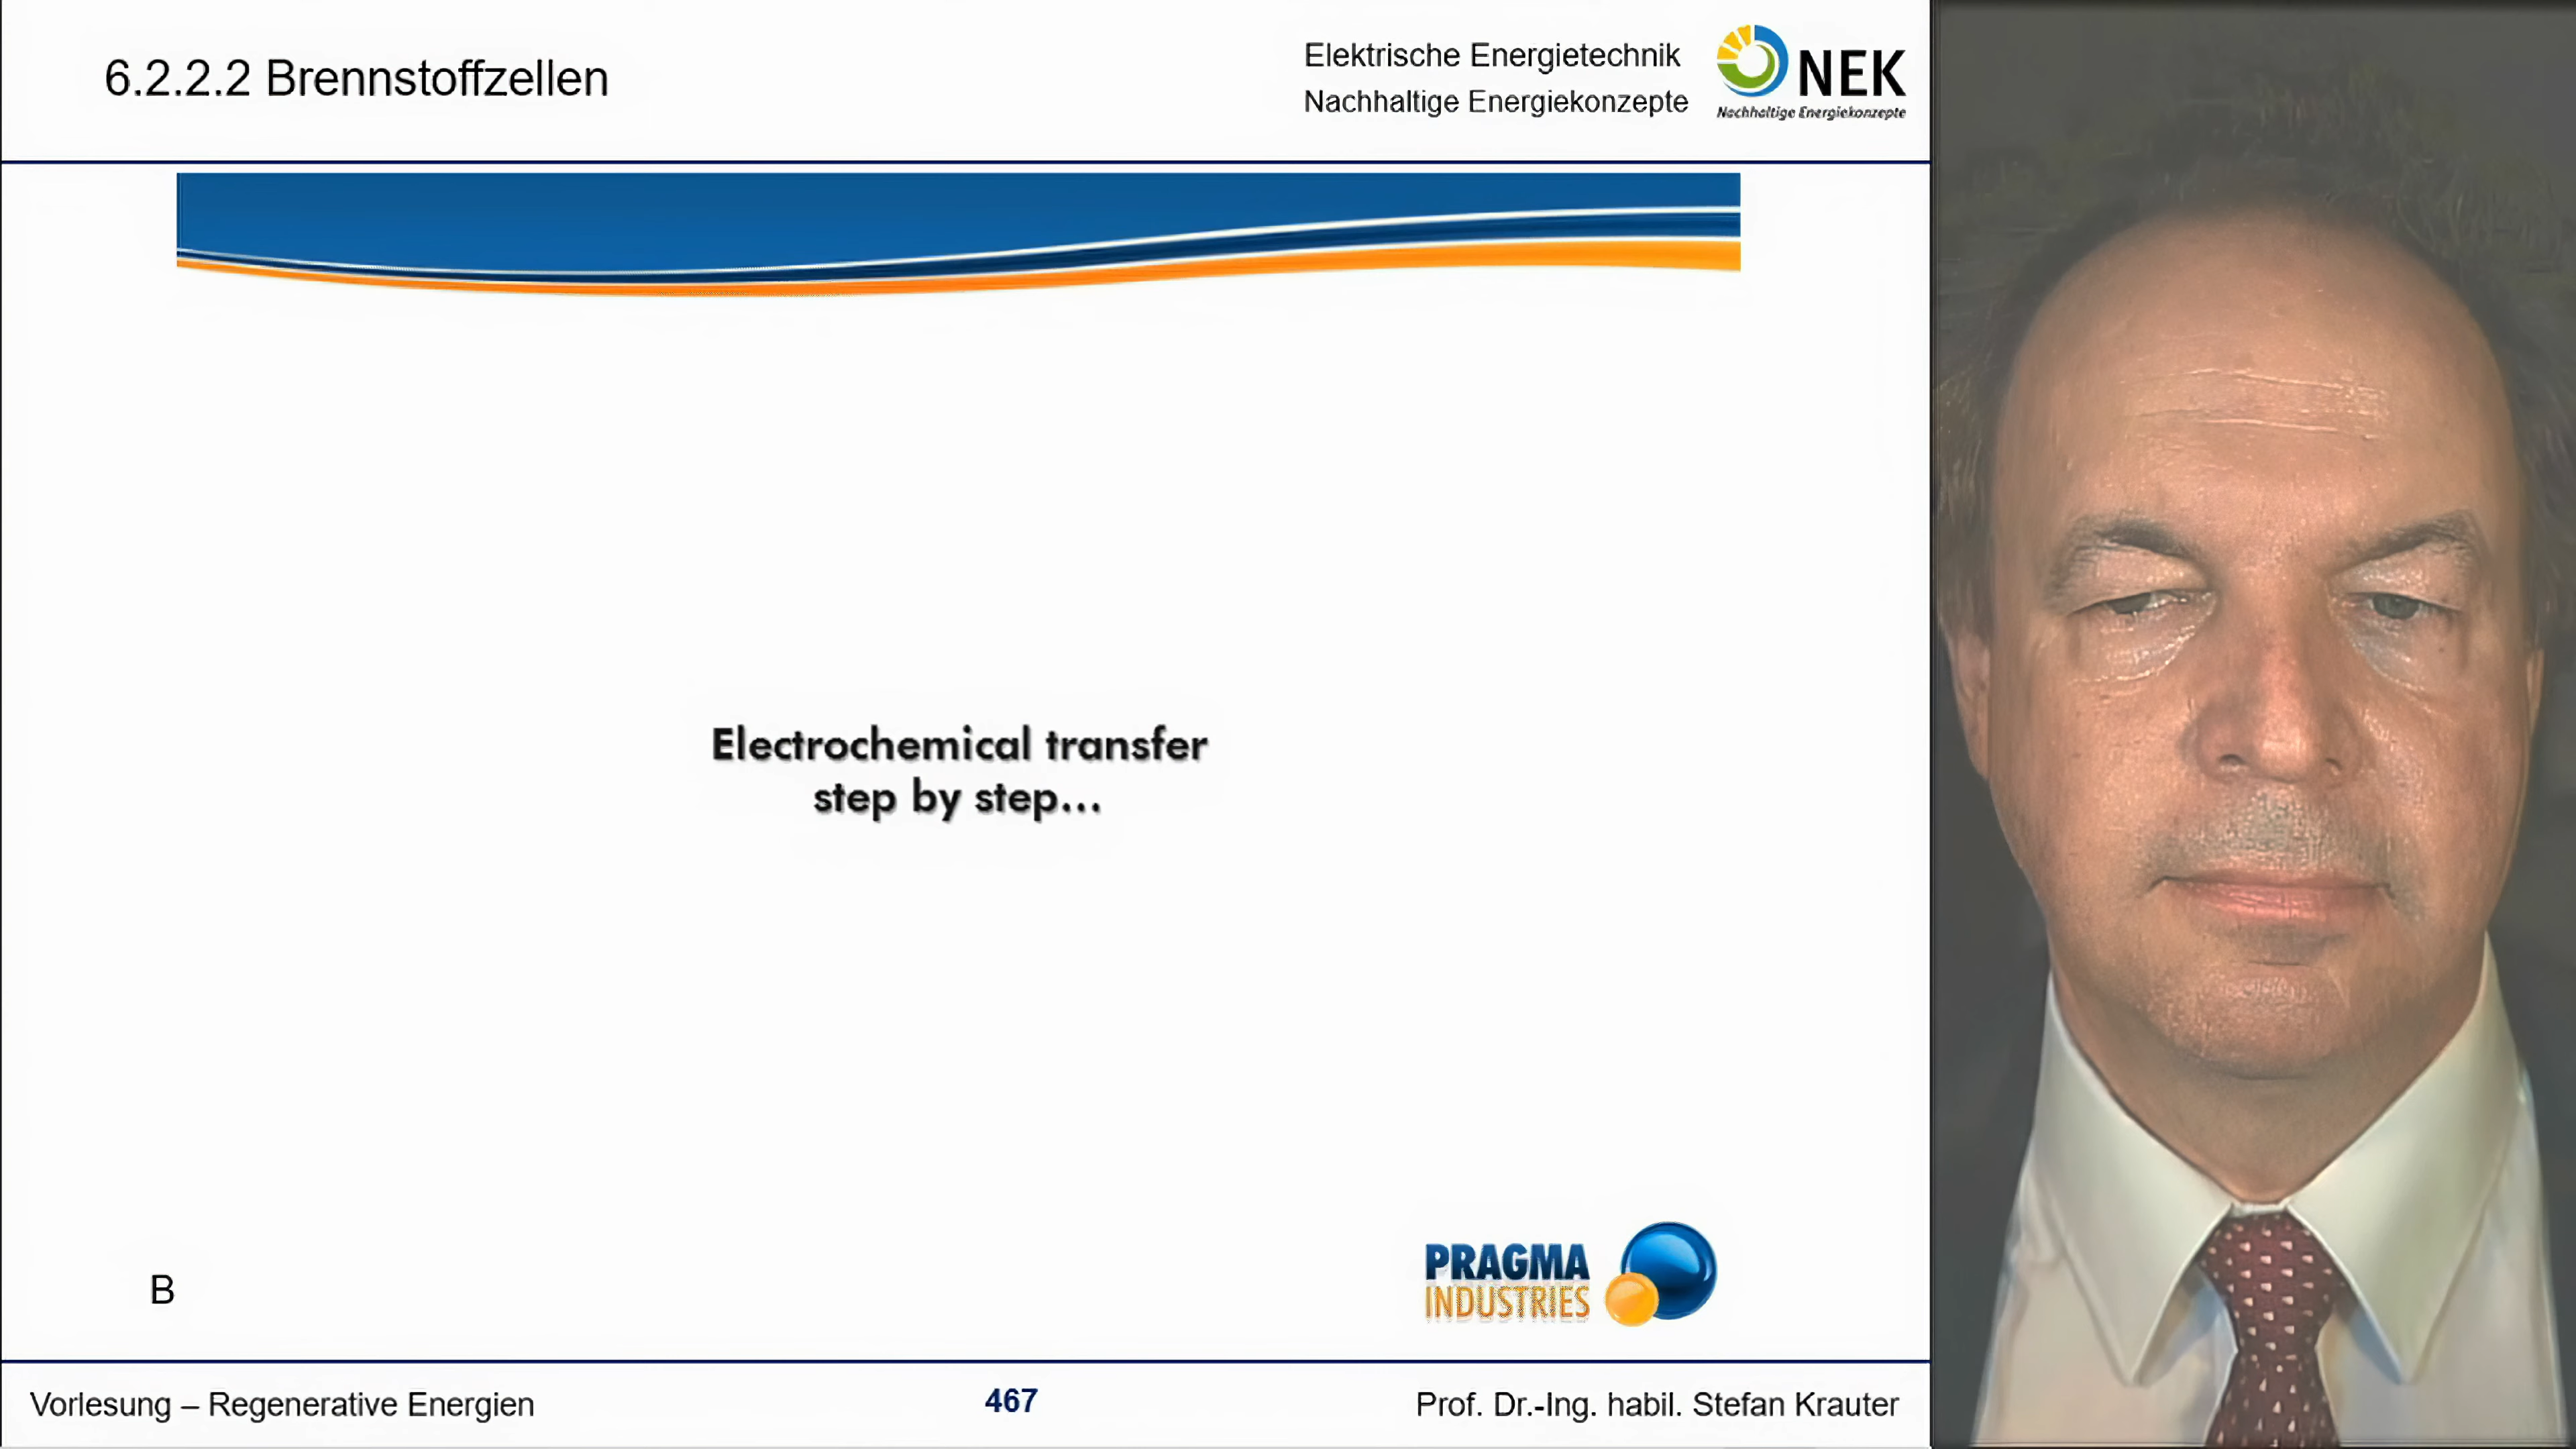 6.2.2.2 Brennstoffzellen
Elektrische Energietechnik
Nachhaltige Energiekonzepte
NEK
Nachhaltige Energiekonzepte
Electrochemical transfer
step by step...
PRAGMA
INDUSTRIES
B
Vorlesung – Regenerative Energien
467
Prof. Dr.-Ing. habil. Stefan Krauter